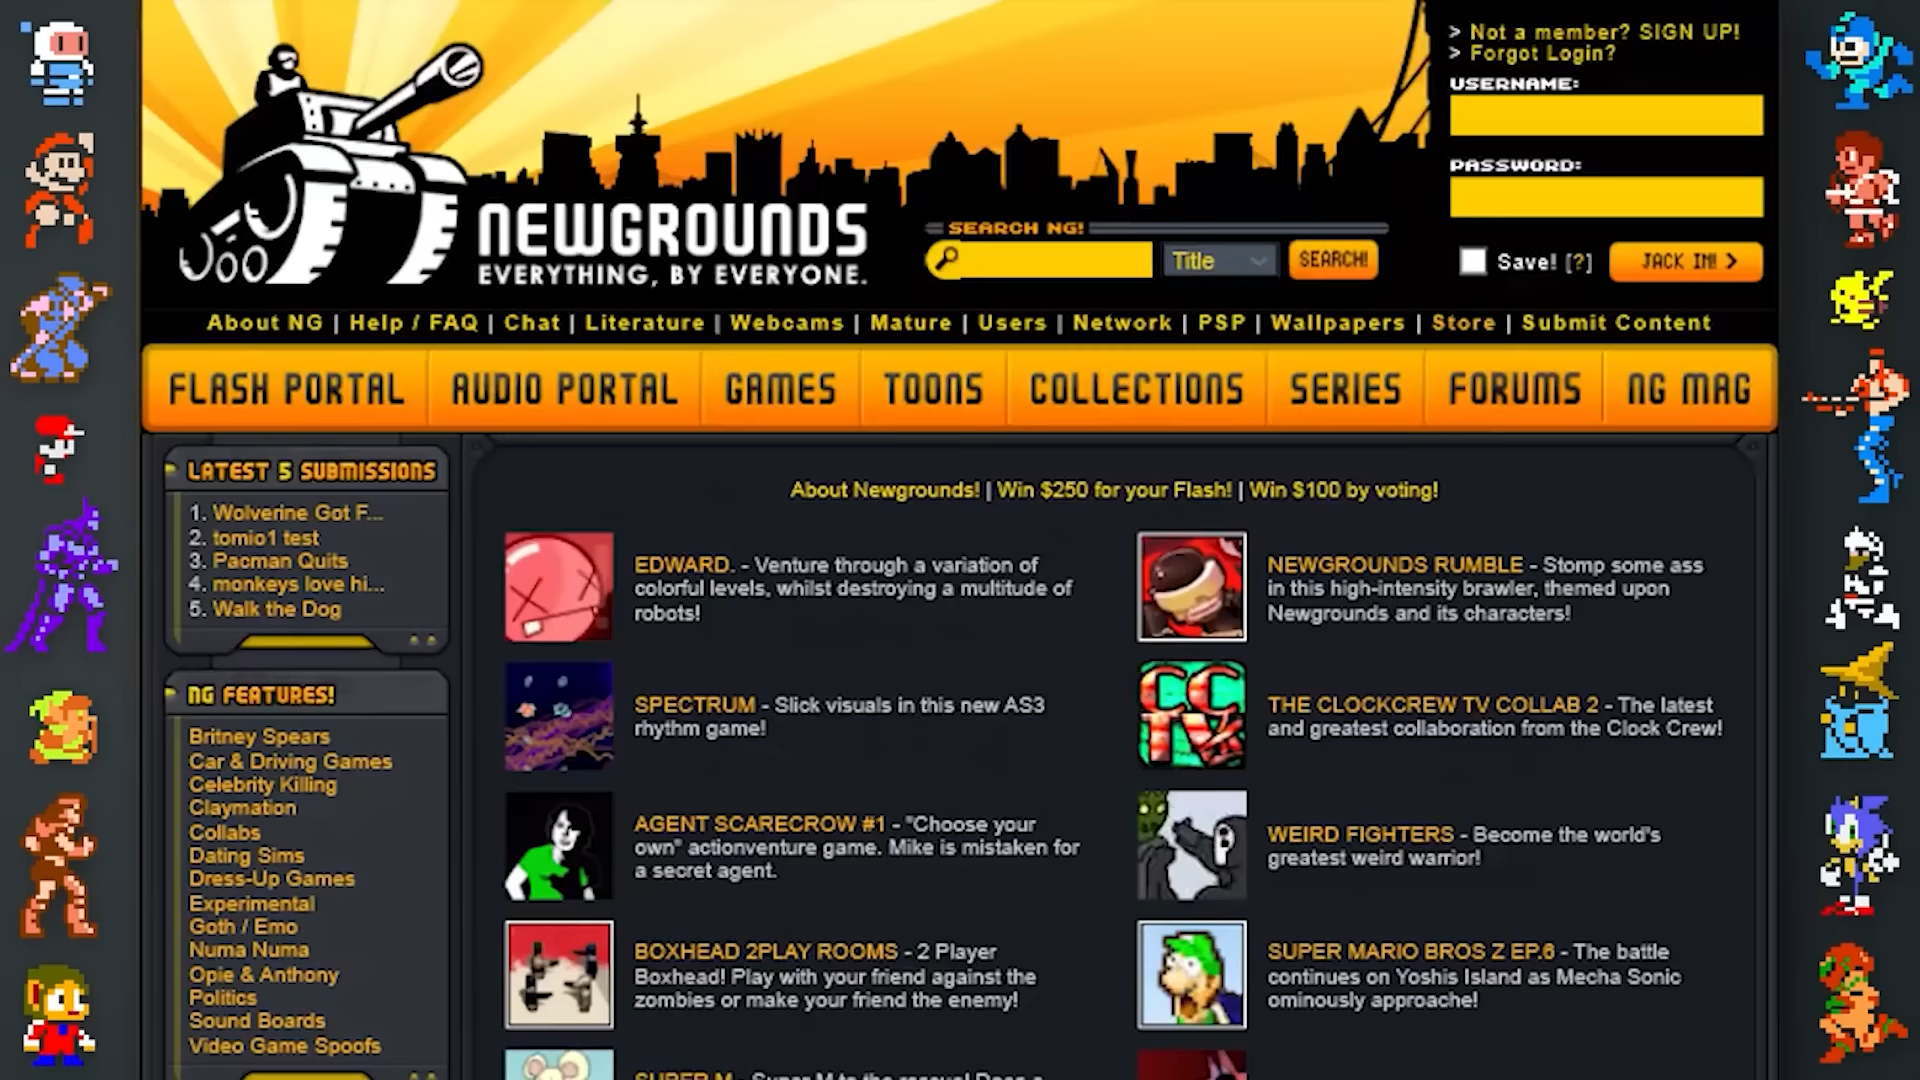 > Not a member? SIGN UP!
> Forgot Login?
USERNAME:
PASSWORD:
NEWGROUNDS
EVERYTHING, BY EVERYONE.
SEARCH NG!
Title
SEARCH!
Save! [?]
JACK IN! >
About NG | Help / FAQ | Chat | Literature | Webcams | Mature | Users | Network | PSP | Wallpapers | Store | Submit Content
FLASH PORTAL
AUDIO PORTAL
GAMES
TOONS
COLLECTIONS
SERIES
FORUMS
NG MAG
LATEST 5 SUBMISSIONS
1. Wolverine Got F...
2. tomio1 test
3. Pacman Quits
4. monkeys love hi...
5. Walk the Dog
NG FEATURES!
Britney Spears
Car & Driving Games
Celebrity Killing
Claymation
Collabs
Dating Sims
Dress-Up Games
Experimental
Goth / Emo
Numa Numa
Opie & Anthony
Politics
Sound Boards
Video Game Spoofs
About Newgrounds! | Win $250 for your Flash! | Win $100 by voting!
EDWARD. - Venture through a variation of
colorful levels, whilst destroying a multitude of
robots!
NEWGROUNDS RUMBLE - Stomp some ass
in this high-intensity brawler, themed upon
Newgrounds and its characters!
SPECTRUM - Slick visuals in this new AS3
rhythm game!
CC
TV
THE CLOCKCREW TV COLLAB 2 - The latest
and greatest collaboration from the Clock Crew!
AGENT SCARECROW #1 - "Choose your
own" actionventure game. Mike is mistaken for
a secret agent.
WEIRD FIGHTERS - Become the world's
greatest weird warrior!
BOXHEAD 2PLAY ROOMS - 2 Player
Boxhead! Play with your friend against the
zombies or make your friend the enemy!
SUPER MARIO BROS Z EP.6 - The battle
continues on Yoshis Island as Mecha Sonic
ominously approache!